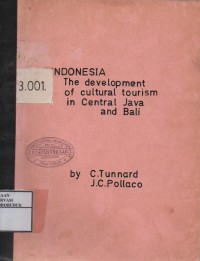 INDONESIA
3.001.
The development
of cultural tourism
in Central Java
and Bali
by C.Tunnard
J.C.Pollaco